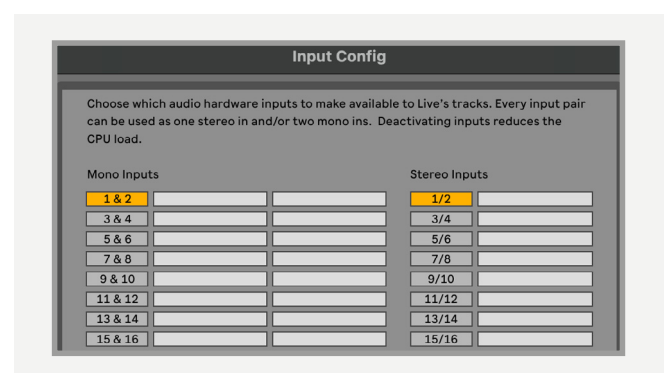 Input Config
Choose which audio hardware inputs to make available to Live's tracks. Every input pair
can be used as one stereo in and/or two mono ins.  Deactivating inputs reduces the
CPU load.
Mono Inputs Stereo Inputs
1 & 2 1/2
3 & 4 3/4
5 & 6 5/6
7 & 8 7/8
9 & 10 9/10
11 & 12 11/12
13 & 14 13/14
15 & 16 15/16